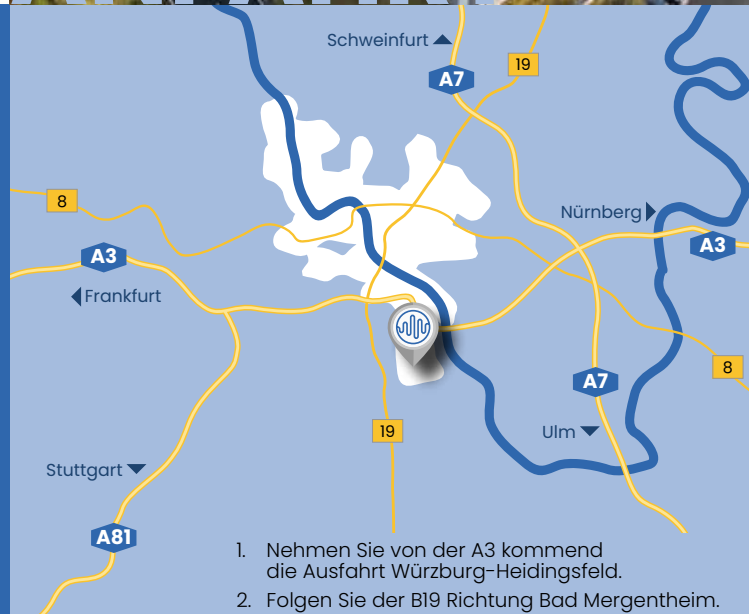 Schweinfurt
19
A7
8
Nürnberg
A3
A3
Frankfurt
8
A7
19
Ulm
Stuttgart
A81
1. Nehmen Sie von der A3 kommend
die Ausfahrt Würzburg-Heidingsfeld.
2. Folgen Sie der B19 Richtung Bad Mergentheim.